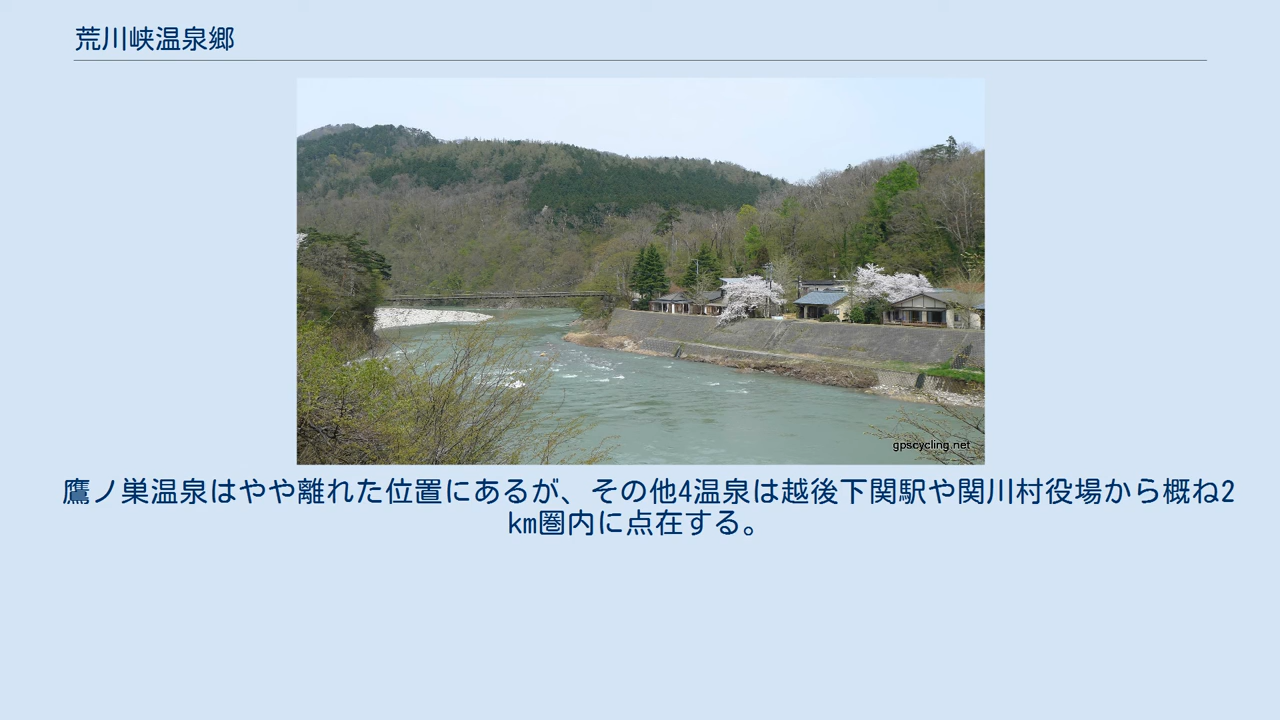 荒川峡温泉郷
gpscycling.net
鷹ノ巣温泉はやや離れた位置にあるが、その他4温泉は越後下関駅や関川村役場から概ね2
km圏内に点在する。